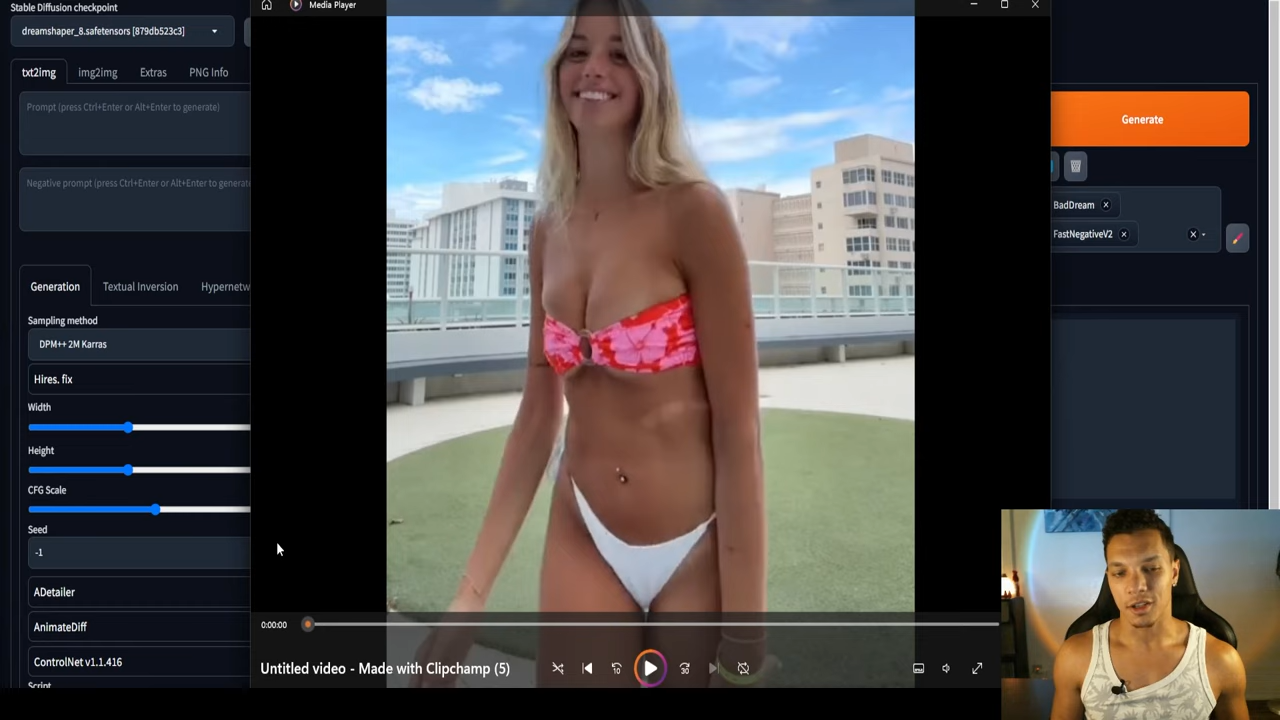 Stable Diffusion checkpoint
dreamshaper_8.safetensors [879db523c3]
Media Player
txt2img
img2img
Extras
PNG Info
Prompt (press Ctrl+Enter or Alt+Enter to generate)
Generate
Negative prompt (press Ctrl+Enter or Alt+Enter to generate
BadDream
FastNegativeV2
Generation
Textual Inversion
Hypernetw
Sampling method
DPM++ 2M Karras
Hires. fix
Width
Height
CFG Scale
Seed
-1
ADetailer
AnimateDiff
0:00:00
ControlNet v1.1.416
Untitled video - Made with Clipchamp (5)
10
30
Script